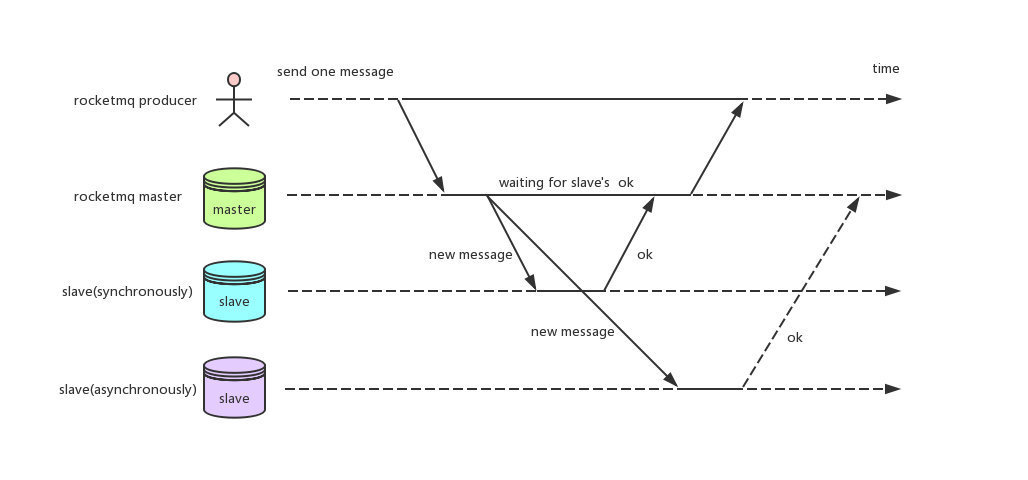 send one message
time
rocketmq producer
rocketmq master
master
waiting for slave's ok
new message
ok
slave(synchronously)
slave
new message
ok
slave(asynchronously)
slave